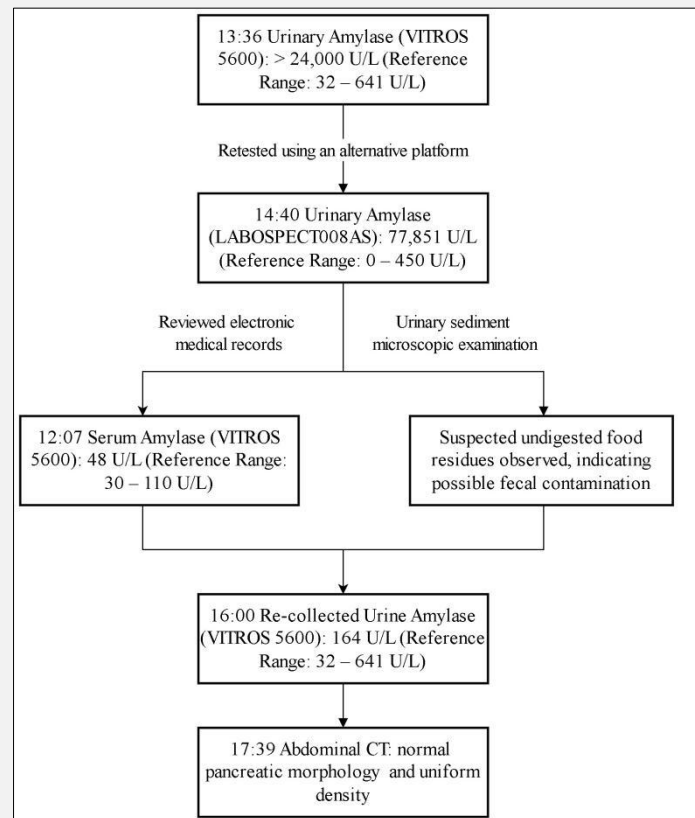 13:36 Urinary Amylase (VITROS
5600): > 24,000 U/L (Reference
Range: 32 – 641 U/L)
Retested using an alternative platform
14:40 Urinary Amylase
(LABOSPECT008AS): 77,851 U/L
(Reference Range: 0 – 450 U/L)
Reviewed electronic
medical records
Urinary sediment
microscopic examination
12:07 Serum Amylase (VITROS
5600): 48 U/L (Reference Range:
30 – 110 U/L)
Suspected undigested food
residues observed, indicating
possible fecal contamination
16:00 Re-collected Urine Amylase
(VITROS 5600): 164 U/L (Reference
Range: 32 – 641 U/L)
17:39 Abdominal CT: normal
pancreatic morphology and uniform
density